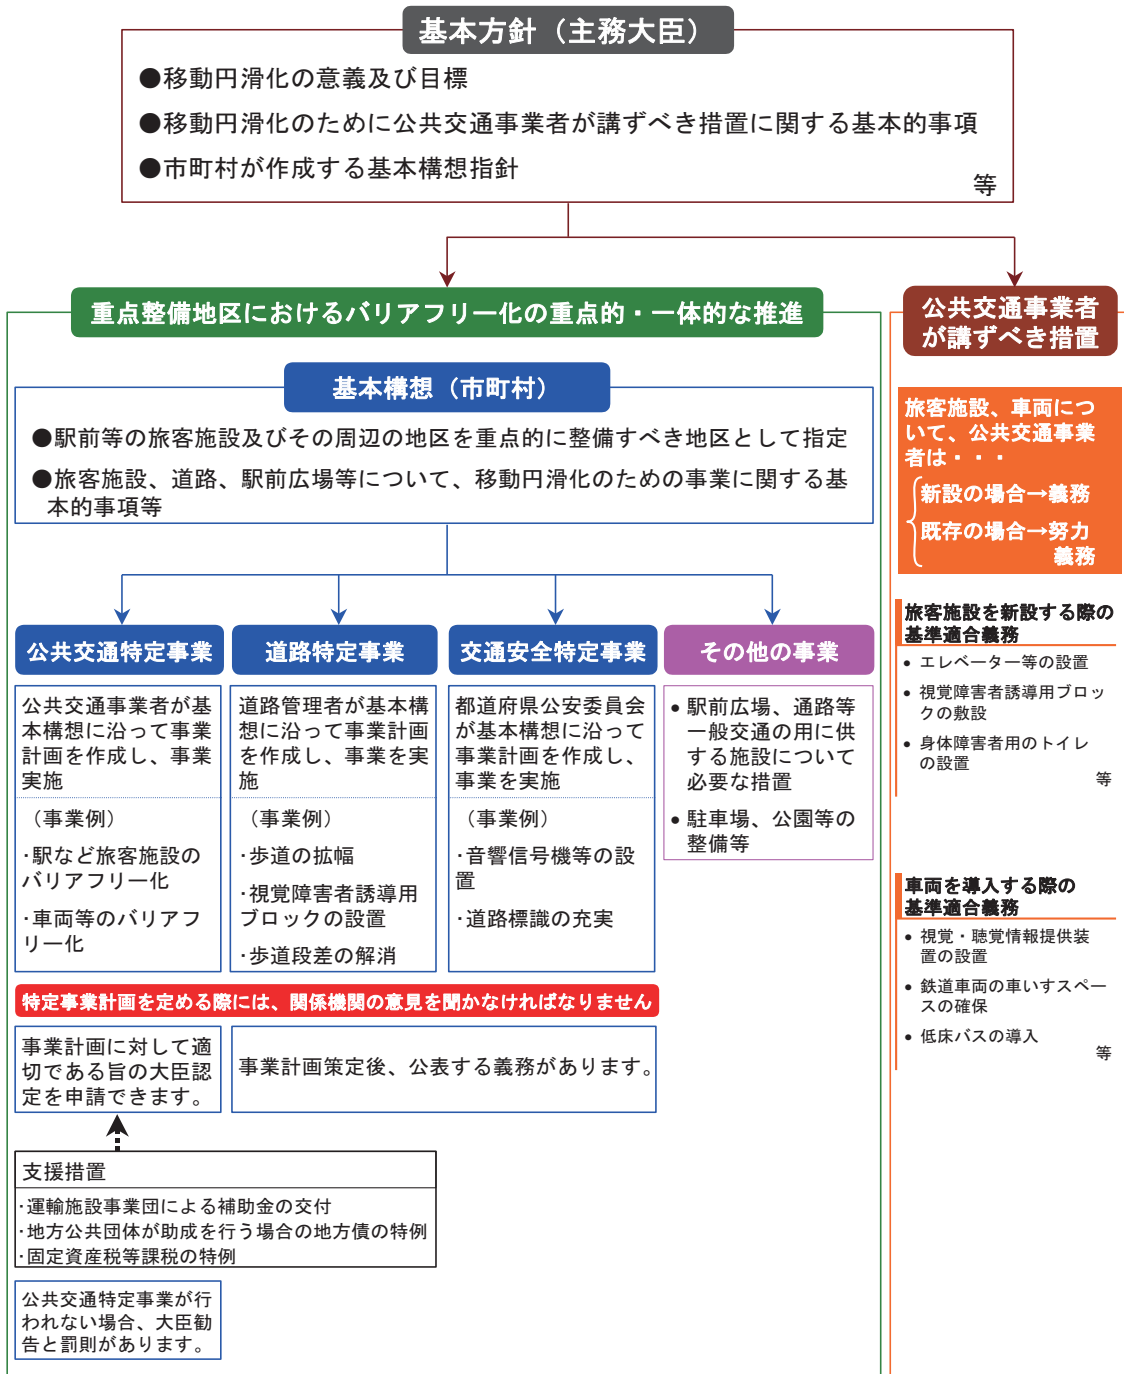 基本方針（主務大臣）
●移動円滑化の意義及び目標
●移動円滑化のために公共交通事業者が講ずべき措置に関する基本的事項
●市町村が作成する基本構想指針
等
重点整備地区におけるバリアフリー化の重点的・一体的な推進
基本構想（市町村）
●駅前等の旅客施設及びその周辺の地区を重点的に整備すべき地区として指定
●旅客施設、道路、駅前広場等について、移動円滑化のための事業に関する基
本的事項等
公共交通特定事業
公共交通事業者が基
本構想に沿って事業
計画を作成し、事業
実施
（事業例）
･駅など旅客施設の
バリアフリー化
･車両等のバリアフ
リー化
道路特定事業
道路管理者が基本構
想に沿って事業計画
を作成し、事業を実
施
（事業例）
･歩道の拡幅
･視覚障害者誘導用
ブロックの設置
･歩道段差の解消
交通安全特定事業
都道府県公安委員会
が基本構想に沿って
事業計画を作成し、
事業を実施
（事業例）
･音響信号機等の設
置
･道路標識の充実
その他の事業
• 駅前広場、通路等
一般交通の用に供
する施設について
必要な措置
• 駐車場、公園等の
整備等
特定事業計画を定める際には、関係機関の意見を聞かなければなりません
事業計画に対して適
切である旨の大臣認
定を申請できます。
事業計画策定後、公表する義務があります。
支援措置
･運輸施設事業団による補助金の交付
･地方公共団体が助成を行う場合の地方債の特例
･固定資産税等課税の特例
公共交通特定事業が行
われない場合、大臣勧
告と罰則があります。
公共交通事業者
が講ずべき措置
旅客施設、車両につ
いて、公共交通事業
者は・・・
新設の場合→義務
既存の場合→努力
義務
旅客施設を新設する際の
基準適合義務
• エレベーター等の設置
• 視覚障害者誘導用ブロッ
クの敷設
• 身体障害者用のトイレ
の設置
等
車両を導入する際の
基準適合義務
• 視覚・聴覚情報提供装
置の設置
• 鉄道車両の車いすスペー
スの確保
• 低床バスの導入
等